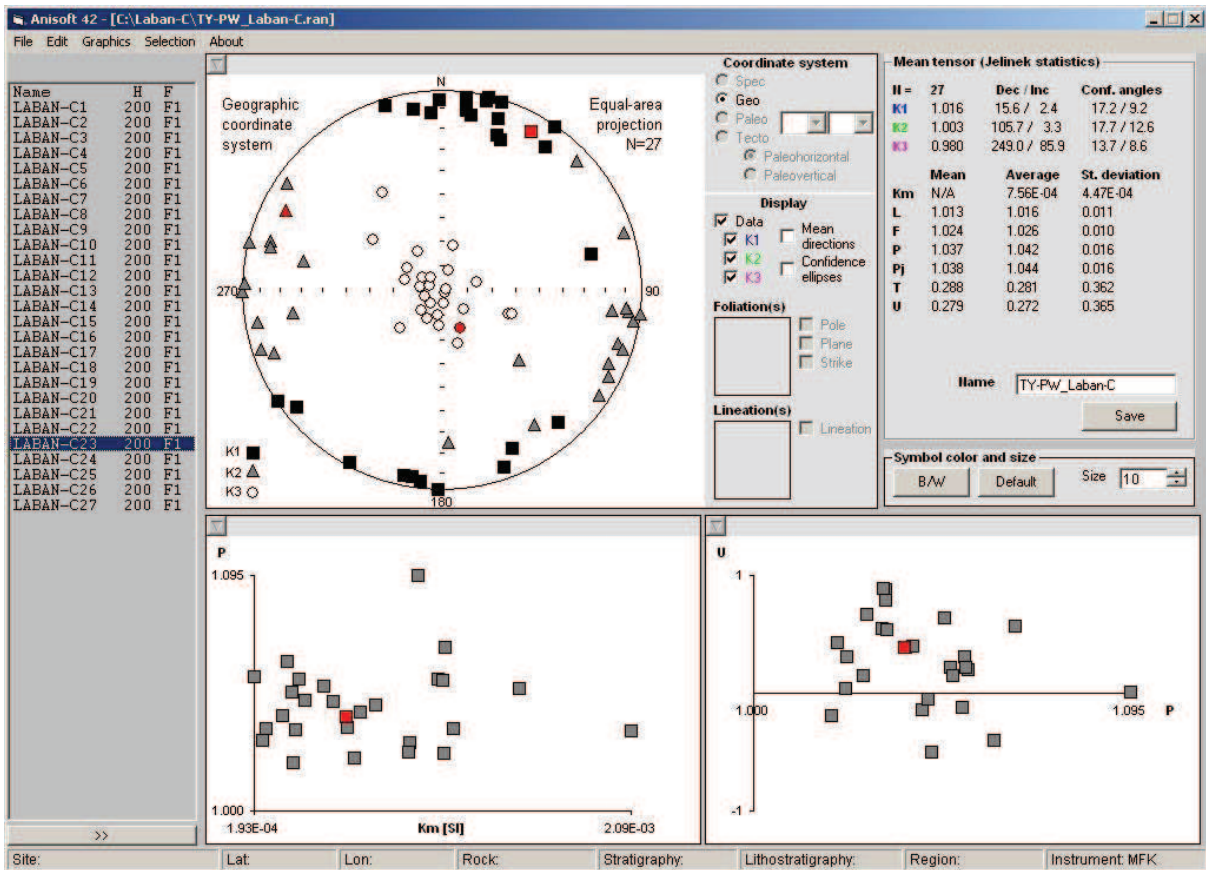 Anisoft 42 - [C:\Laban-C\TY-PW_Laban-C.ran]
File Edit Graphics Selection About
Name H F
LABAN-C1 200 F1
LABAN-C2 200 F1
LABAN-C3 200 F1
LABAN-C4 200 F1
LABAN-C5 200 F1
LABAN-C6 200 F1
LABAN-C7 200 F1
LABAN-C8 200 F1
LABAN-C9 200 F1
LABAN-C10 200 F1
LABAN-C11 200 F1
LABAN-C12 200 F1
LABAN-C13 200 F1
LABAN-C14 200 F1
LABAN-C15 200 F1
LABAN-C16 200 F1
LABAN-C17 200 F1
LABAN-C18 200 F1
LABAN-C19 200 F1
LABAN-C20 200 F1
LABAN-C21 200 F1
LABAN-C22 200 F1
LABAN-C23 200 F1
LABAN-C24 200 F1
LABAN-C25 200 F1
LABAN-C26 200 F1
LABAN-C27 200 F1
>>
Geographic
coordinate
system
N
Equal-area
projection
N=27
270
90
180
K1
K2
K3
Coordinate system
Spec
Geo
Paleo
Tecto
Paleohorizontal
Paleovertical
Display
Data
K1
K2
K3
Mean
directions
Confidence
ellipses
Foliation(s)
Pole
Plane
Strike
Lineation(s)
Lineation
Mean tensor (Jelinek statistics)
N = 27 Dec / Inc Conf. angles
K1 1.016 15.6 / 2.4 17.2 / 9.2
K2 1.003 105.7 / 3.3 17.7 / 12.6
K3 0.980 249.0 / 85.9 13.7 / 8.6
Mean Average St. deviation
Km N/A 7.56E-04 4.47E-04
L 1.013 1.016 0.011
F 1.024 1.026 0.010
P 1.037 1.042 0.016
Pj 1.038 1.044 0.016
T 0.288 0.281 0.362
U 0.279 0.272 0.365
Name TY-PW_Laban-C
Save
Symbol color and size
B/W Default Size 10
P
1.095
1.000
1.93E-04 Km [SI] 2.09E-03
U
1
1.000 1.095 P
-1
Site: Lat: Lon: Rock: Stratigraphy: Lithostratigraphy: Region: Instrument: MFK